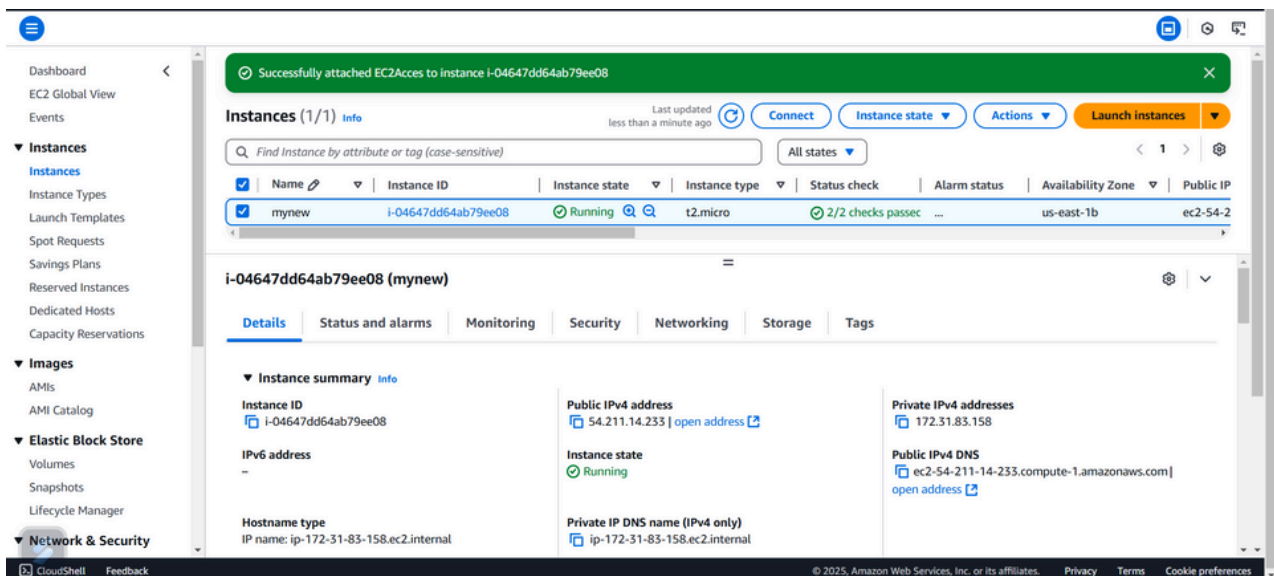 Dashboard
EC2 Global View
Events
Instances
Instances
Instance Types
Launch Templates
Spot Requests
Savings Plans
Reserved Instances
Dedicated Hosts
Capacity Reservations
Images
AMIs
AMI Catalog
Elastic Block Store
Volumes
Snapshots
Lifecycle Manager
Network & Security
Successfully attached EC2Acces to instance i-04647dd64ab79ee08
Instances (1/1) Info
Last updated
less than a minute ago
Connect
Instance state
Actions
Launch instances
Find Instance by attribute or tag (case-sensitive)
All states
1
Name Instance ID Instance state Instance type Status check Alarm status Availability Zone Public IP
mynew i-04647dd64ab79ee08 Running t2.micro 2/2 checks passec ... us-east-1b ec2-54-2
i-04647dd64ab79ee08 (mynew)
Details Status and alarms Monitoring Security Networking Storage Tags
Instance summary Info
Instance ID
i-04647dd64ab79ee08
Public IPv4 address
54.211.14.233 | open address
Private IPv4 addresses
172.31.83.158
IPv6 address
–
Instance state
Running
Public IPv4 DNS
ec2-54-211-14-233.compute-1.amazonaws.com |
open address
Hostname type
IP name: ip-172-31-83-158.ec2.internal
Private IP DNS name (IPv4 only)
ip-172-31-83-158.ec2.internal
CloudShell Feedback © 2025, Amazon Web Services, Inc. or its affiliates. Privacy Terms Cookie preferences